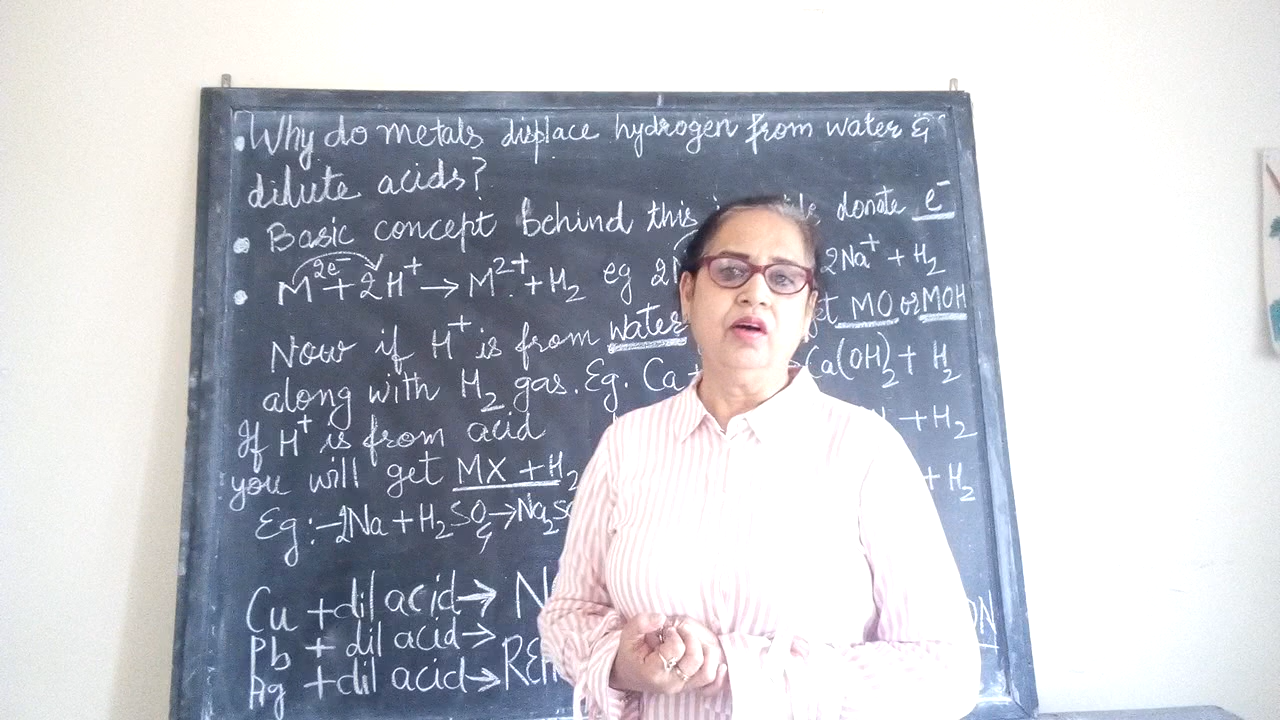 Why do metals displace hydrogen from water &
dilute acids?
Basic concept behind this donate e⁻
2e⁻
M + 2H⁺ → M²⁺ + H₂ eg 2 2Na⁺ + H₂
Now if H⁺ is from water get MO or MOH
along with H₂ gas. Eg. Ca + Ca(OH)₂ + H₂
If H⁺ is from acid + H₂
you will get MX + H₂ + H₂
Eg:- 2Na + H₂SO₄ → Na₂S
Cu + dil acid → N
Pb + dil acid →
Ag + dil acid → RE